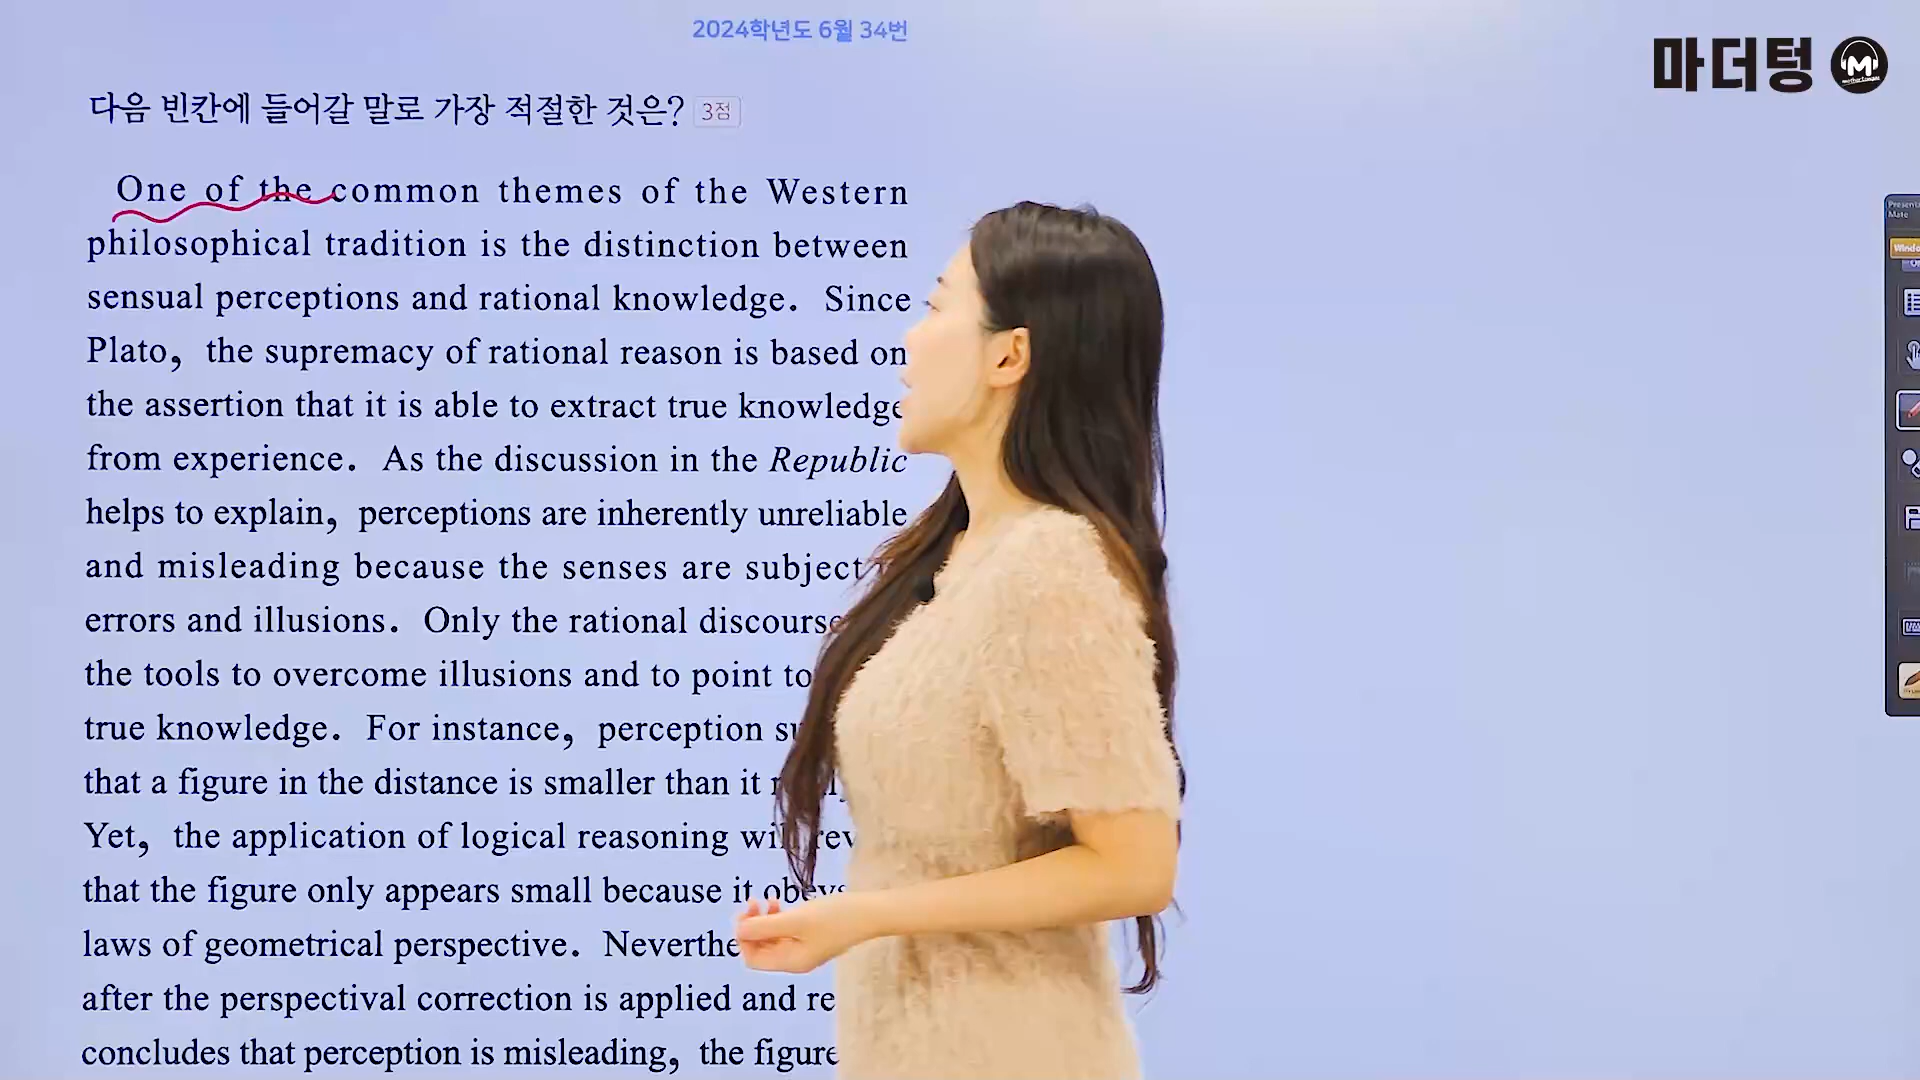 2024학년도 6월 34번
마더텅
다음 빈칸에 들어갈 말로 가장 적절한 것은? 3점
One of the common themes of the Western
philosophical tradition is the distinction between
sensual perceptions and rational knowledge. Since
Plato, the supremacy of rational reason is based on
the assertion that it is able to extract true knowledge
from experience. As the discussion in the Republic
helps to explain, perceptions are inherently unreliable
and misleading because the senses are subject
errors and illusions. Only the rational discourse
the tools to overcome illusions and to point to
true knowledge. For instance, perception
that a figure in the distance is smaller than it
Yet, the application of logical reasoning
that the figure only appears small because it obeys
laws of geometrical perspective.
after the perspectival correction is applied and
concludes that perception is misleading, the figure